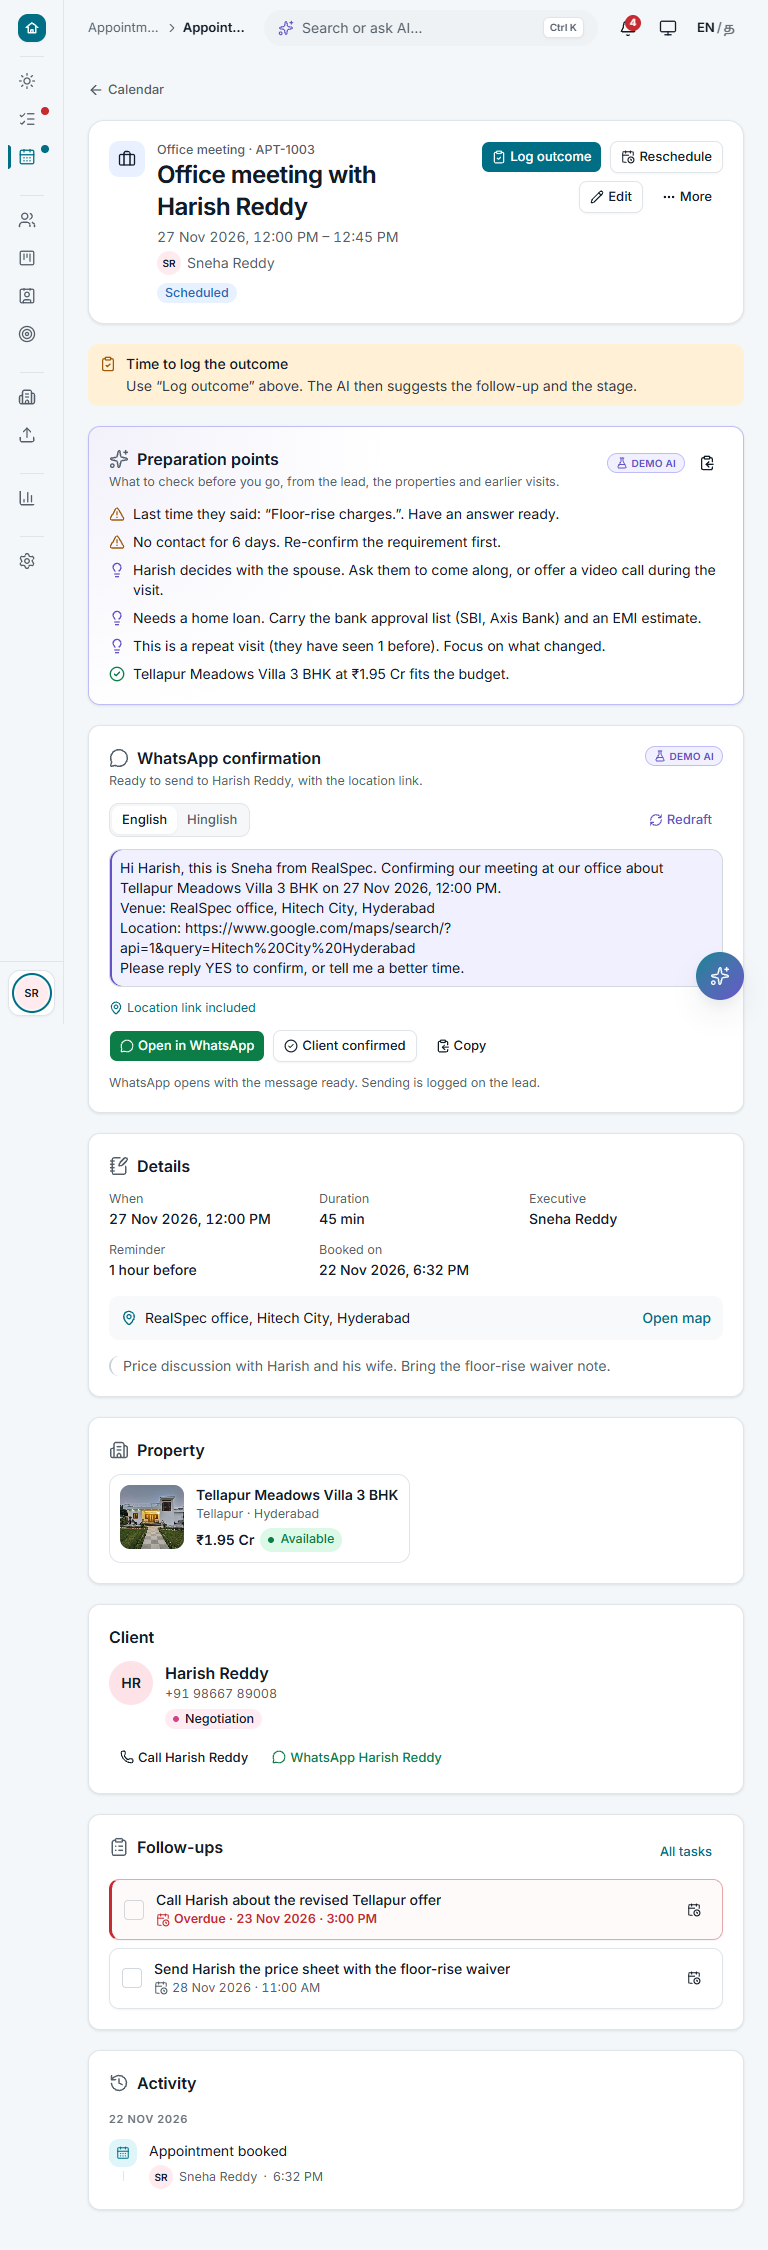 Appointm... > Appoint...
Search or ask AI...
Ctrl K
4
EN / த
Calendar
Office meeting · APT-1003
Office meeting with
Harish Reddy
27 Nov 2026, 12:00 PM – 12:45 PM
SR Sneha Reddy
Scheduled
Log outcome
Reschedule
Edit
More
Time to log the outcome
Use “Log outcome” above. The AI then suggests the follow-up and the stage.
Preparation points
DEMO AI
What to check before you go, from the lead, the properties and earlier visits.
Last time they said: “Floor-rise charges.”. Have an answer ready.
No contact for 6 days. Re-confirm the requirement first.
Harish decides with the spouse. Ask them to come along, or offer a video call during the
visit.
Needs a home loan. Carry the bank approval list (SBI, Axis Bank) and an EMI estimate.
This is a repeat visit (they have seen 1 before). Focus on what changed.
Tellapur Meadows Villa 3 BHK at ₹1.95 Cr fits the budget.
WhatsApp confirmation
DEMO AI
Ready to send to Harish Reddy, with the location link.
English Hinglish
Redraft
Hi Harish, this is Sneha from RealSpec. Confirming our meeting at our office about
Tellapur Meadows Villa 3 BHK on 27 Nov 2026, 12:00 PM.
Venue: RealSpec office, Hitech City, Hyderabad
Location: https://www.google.com/maps/search/?
api=1&query=Hitech%20City%20Hyderabad
Please reply YES to confirm, or tell me a better time.
SR
Location link included
Open in WhatsApp
Client confirmed
Copy
WhatsApp opens with the message ready. Sending is logged on the lead.
Details
When Duration Executive
27 Nov 2026, 12:00 PM 45 min Sneha Reddy
Reminder Booked on
1 hour before 22 Nov 2026, 6:32 PM
RealSpec office, Hitech City, Hyderabad Open map
Price discussion with Harish and his wife. Bring the floor-rise waiver note.
Property
Tellapur Meadows Villa 3 BHK
Tellapur · Hyderabad
₹1.95 Cr Available
Client
HR
Harish Reddy
+91 98667 89008
Negotiation
Call Harish Reddy WhatsApp Harish Reddy
Follow-ups
All tasks
Call Harish about the revised Tellapur offer
Overdue · 23 Nov 2026 · 3:00 PM
Send Harish the price sheet with the floor-rise waiver
28 Nov 2026 · 11:00 AM
Activity
22 NOV 2026
Appointment booked
SR Sneha Reddy · 6:32 PM